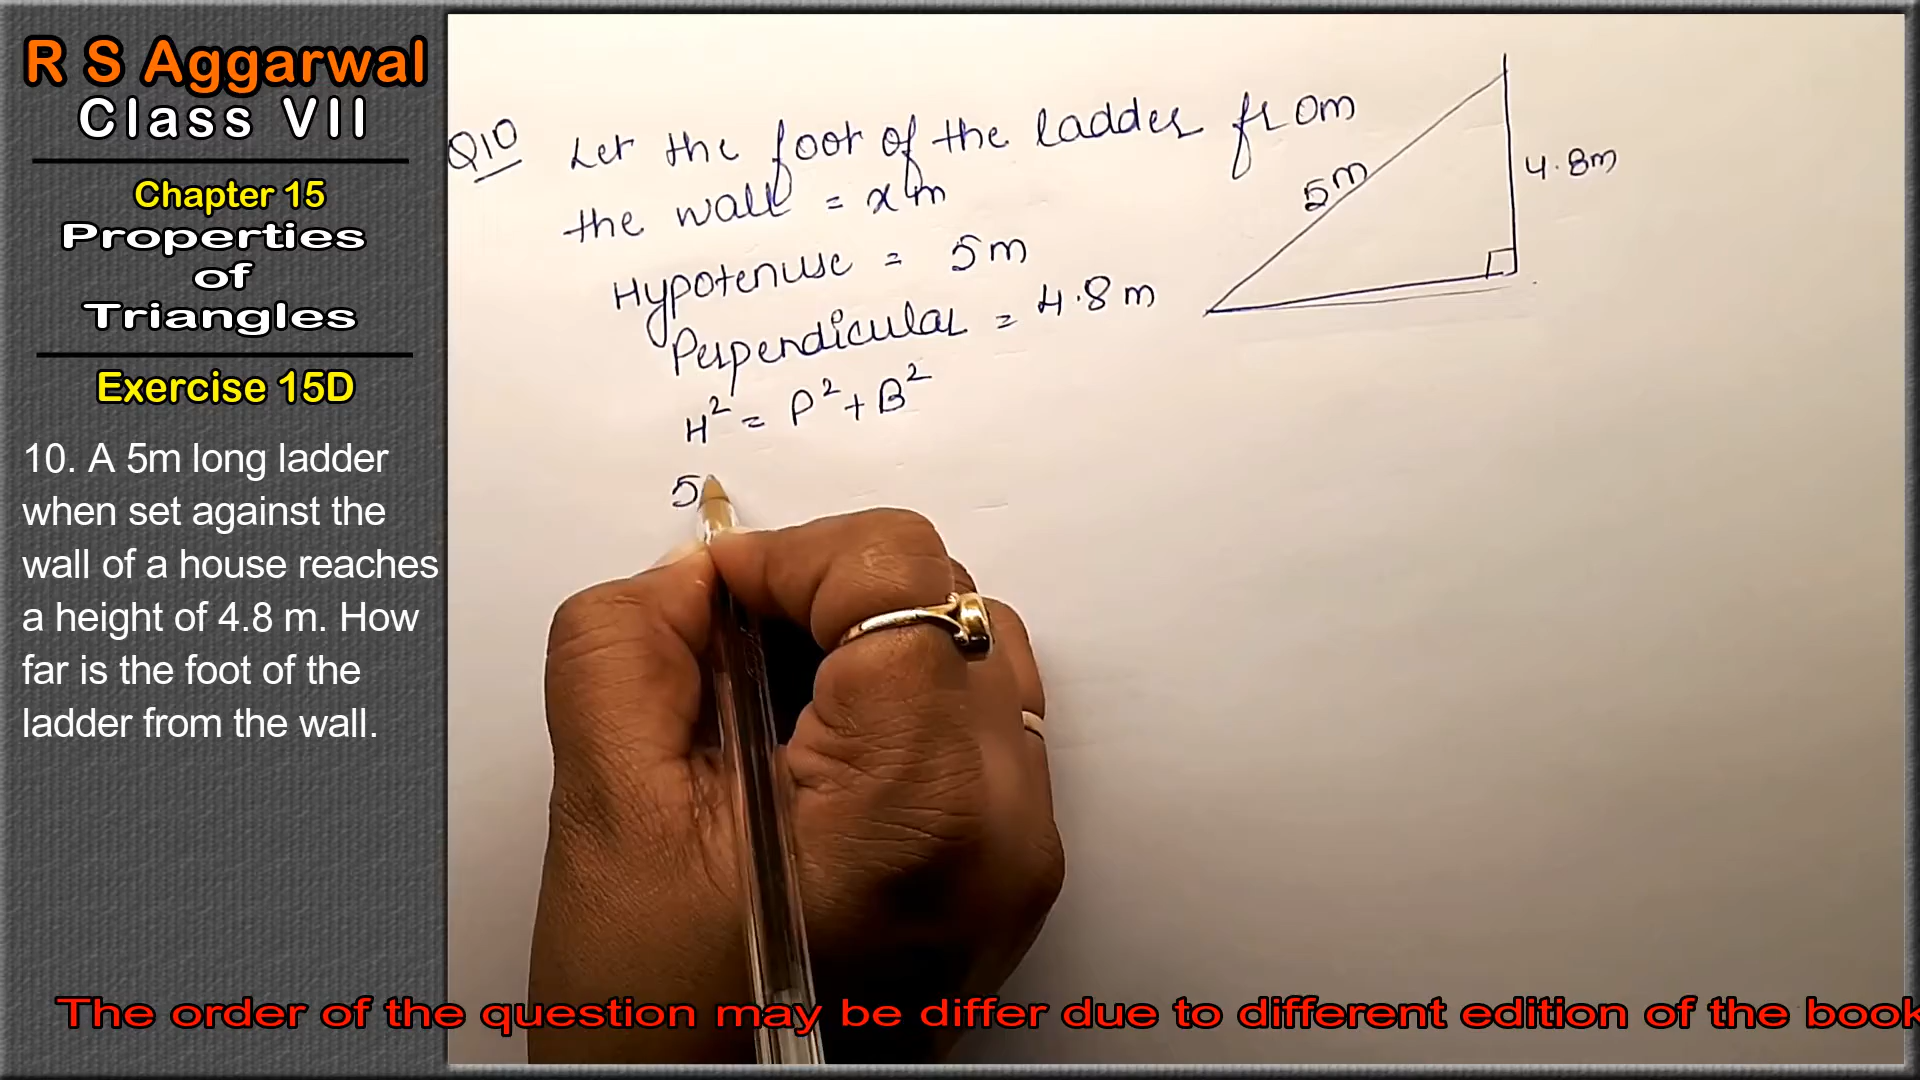 R S Aggarwal
Class VII
Chapter 15
Properties
of
Triangles
Exercise 15D
10. A 5m long ladder
when set against the
wall of a house reaches
a height of 4.8 m. How
far is the foot of the
ladder from the wall.
Q10 Let the foot of the ladder from
the wall = x m
Hypotenuse = 5 m
Perpendicular = 4.8 m
H² = P² + B²
5
5 m
4.8 m
The order of the question may be differ due to different edition of the book